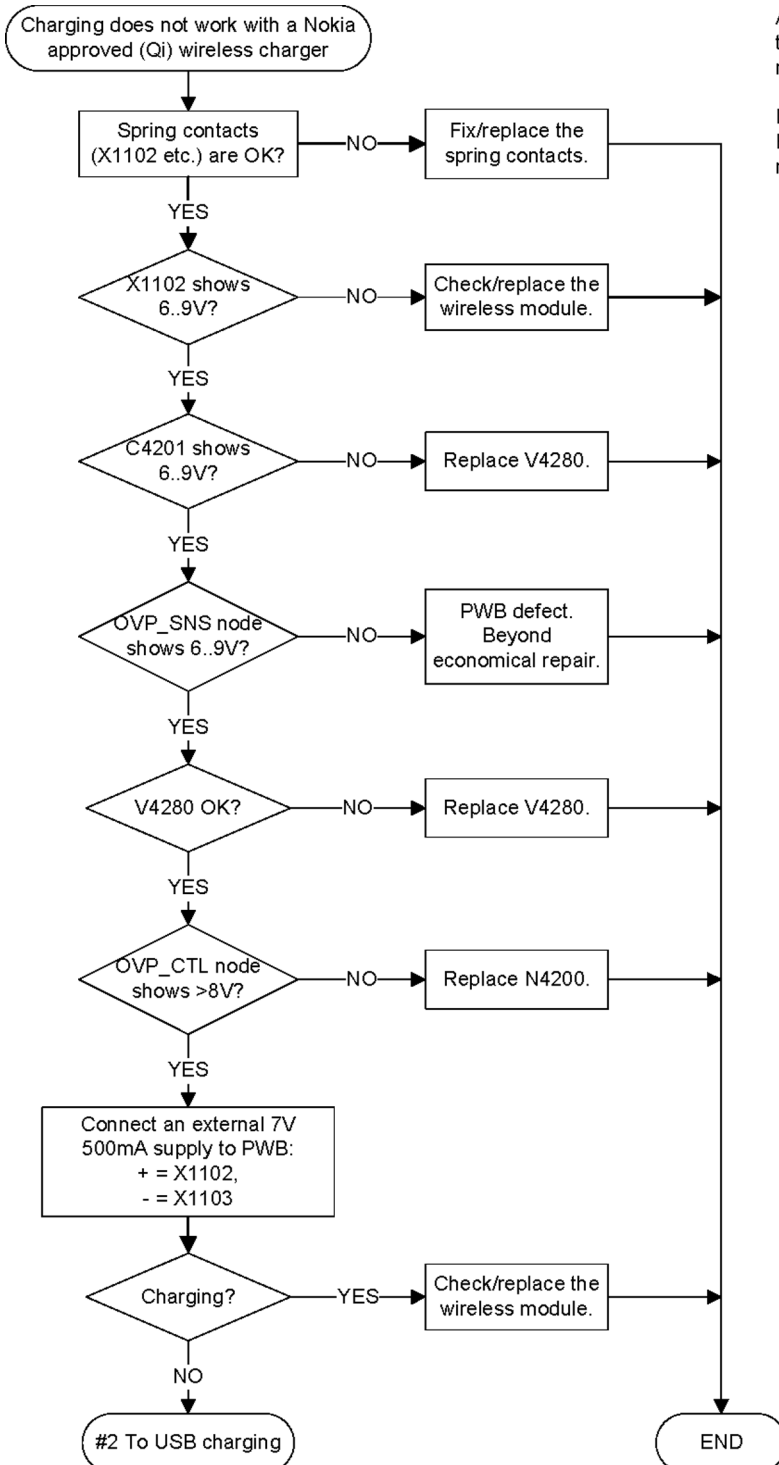 Charging does not work with a Nokia
approved (Qi) wireless charger
Spring contacts
(X1102 etc.) are OK?
NO
Fix/replace the
spring contacts.
YES
X1102 shows
6..9V?
NO
Check/replace the
wireless module.
YES
C4201 shows
6..9V?
NO
Replace V4280.
YES
OVP_SNS node
shows 6..9V?
NO
PWB defect.
Beyond
economical repair.
YES
V4280 OK?
NO
Replace V4280.
YES
OVP_CTL node
shows >8V?
NO
Replace N4200.
YES
Connect an external 7V
500mA supply to PWB:
+ = X1102,
- = X1103
Charging?
YES
Check/replace the
wireless module.
NO
#2 To USB charging
END